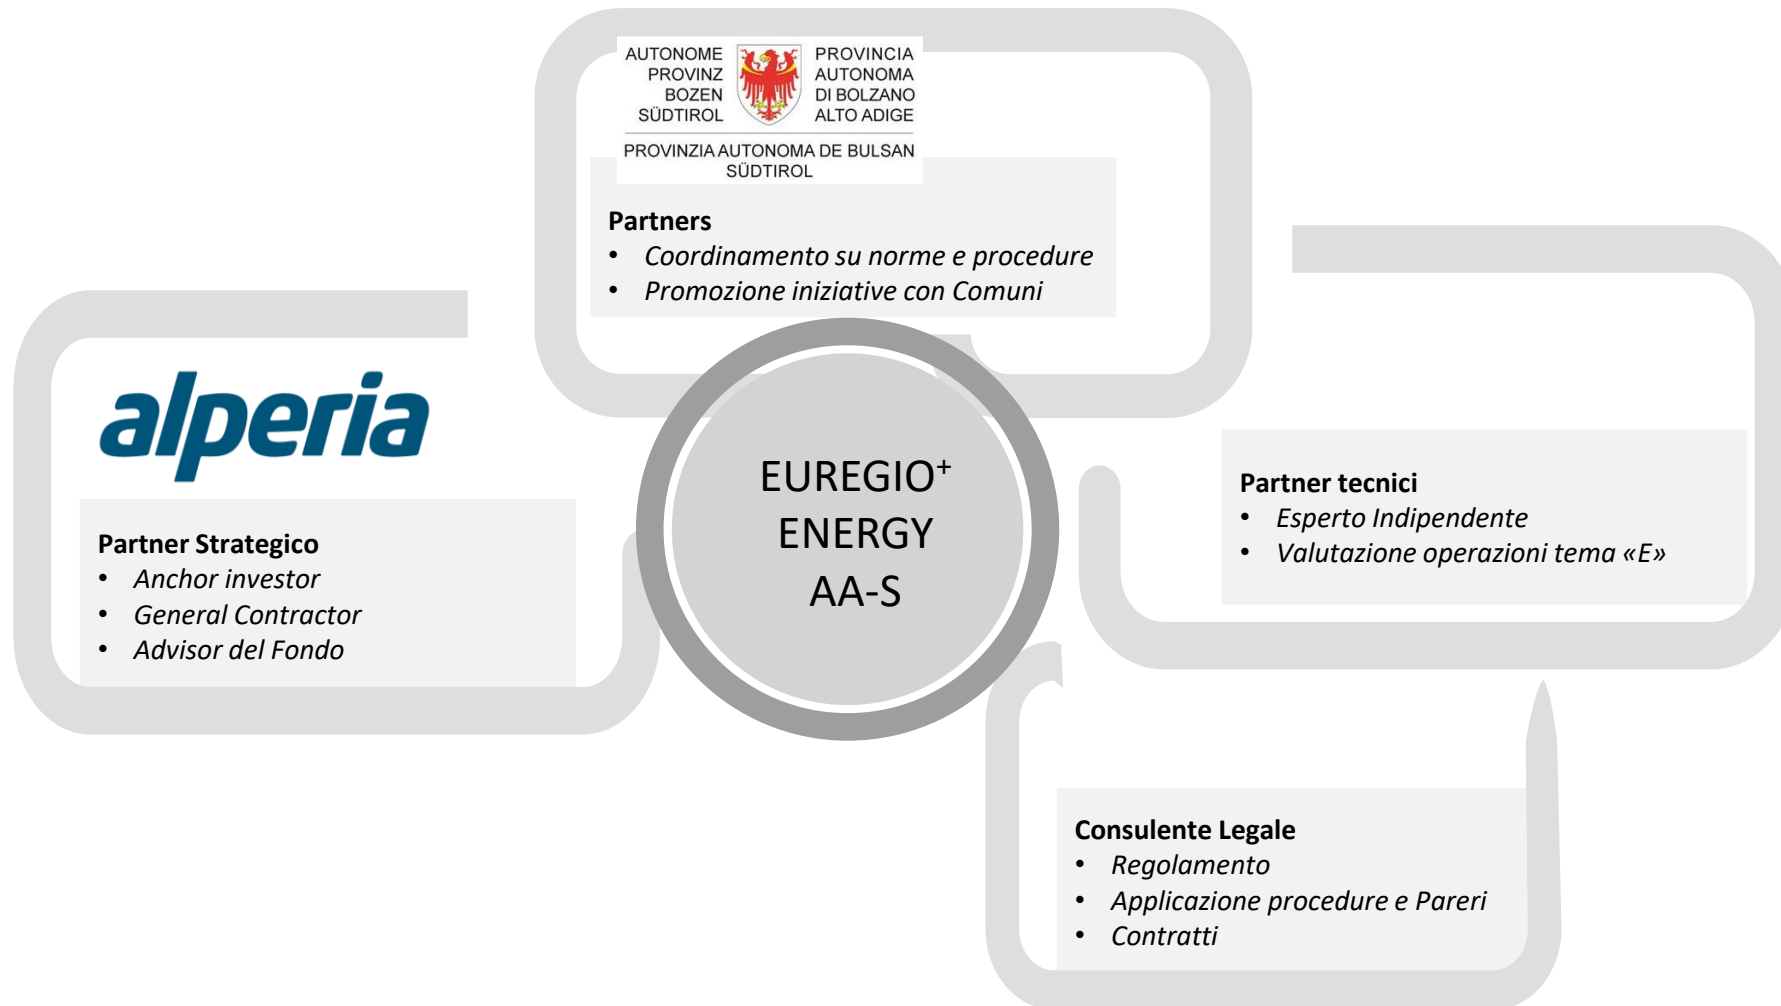 AUTONOME
PROVINZ
BOZEN
SÜDTIROL
PROVINCIA
AUTONOMA
DI BOLZANO
ALTO ADIGE
PROVINZIA AUTONOMA DE BULSAN
SÜDTIROL
Partners
• Coordinamento su norme e procedure
• Promozione iniziative con Comuni
alperia
Partner Strategico
• Anchor investor
• General Contractor
• Advisor del Fondo
EUREGIO⁺
ENERGY
AA-S
Partner tecnici
• Esperto Indipendente
• Valutazione operazioni tema «E»
Consulente Legale
• Regolamento
• Applicazione procedure e Pareri
• Contratti